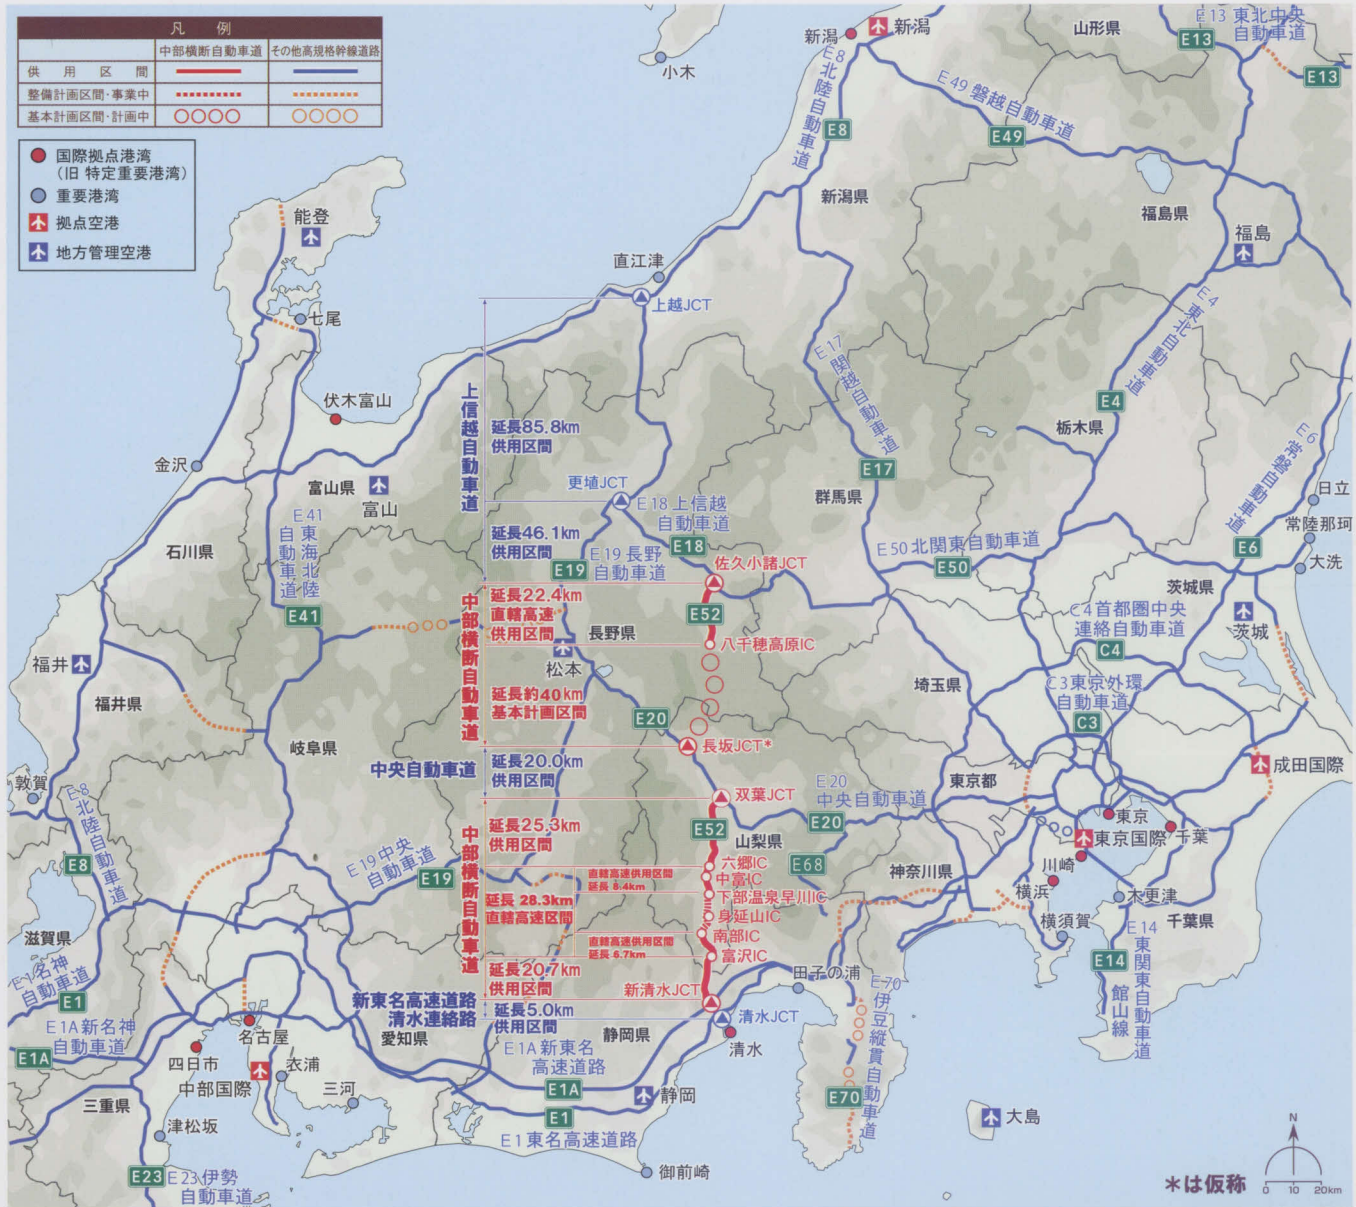 凡 例
中部横断自動車道 その他高規格幹線道路
供用区間
整備計画区間・事業中
基本計画区間・計画中
国際拠点港湾
(旧 特定重要港湾)
重要港湾
拠点空港
地方管理空港
小木
新潟
新潟
山形県
E13 東北中央
自動車道
E13
E13
E8
北陸自動車道
E8
E49 磐越自動車道
E49
新潟県
福島県
福島
能登
七尾
直江津
上越JCT
E17
関越自動車道
E17
E4
東北自動車道
E4
栃木県
E6
常磐自動車道
E6
日立
常陸那珂
大洗
伏木富山
金沢
富山県
富山
石川県
E41
東海北陸
自動車道
E41
上信越自動車道
延長85.8km
供用区間
更埴JCT
延長46.1km
供用区間
E18 上信越
自動車道
E18
E19 長野
自動車道
E19
群馬県
E50 北関東自動車道
E50
茨城県
茨城
佐久小諸JCT
E52
中部横断自動車道
延長22.4km
直轄高速
供用区間
長野県
八千穂高原IC
松本
延長約40km
基本計画区間
E20
長坂JCT*
中央自動車道
延長20.0km
供用区間
双葉JCT
C4 首都圏中央
連絡自動車道
C4
C3 東京外環
自動車道
C3
埼玉県
東京都
成田国際
福井
福井県
岐阜県
敦賀
E8
北陸自動車道
E8
E20
中央自動車道
E20
E52
山梨県
E68
中部横断自動車道
延長25.3km
供用区間
六郷IC
中富IC
下部温泉早川IC
身延山IC
南部IC
富沢IC
直轄高速供用区間
延長 8.4km
延長 28.3km
直轄高速区間
直轄高速供用区間
延長 6.7km
延長20.7km
供用区間
新清水JCT
新東名高速道路
清水連絡路
延長5.0km
供用区間
清水JCT
清水
E19 中央
自動車道
E19
神奈川県
東京
東京国際
千葉
川崎
横浜
横須賀
木更津
千葉県
E14
東関東自動車道
館山線
E14
滋賀県
E1 名神
自動車道
E1
E1A 新名神
自動車道
E1A
名古屋
四日市
中部国際
衣浦
三河
愛知県
三重県
津松坂
E23
E23 伊勢
自動車道
静岡県
E1A 新東名
高速道路
E1A
E1
E1 東名高速道路
静岡
御前崎
田子の浦
E70
伊豆縦貫自動車道
E70
大島
*は仮称
N
0 10 20km